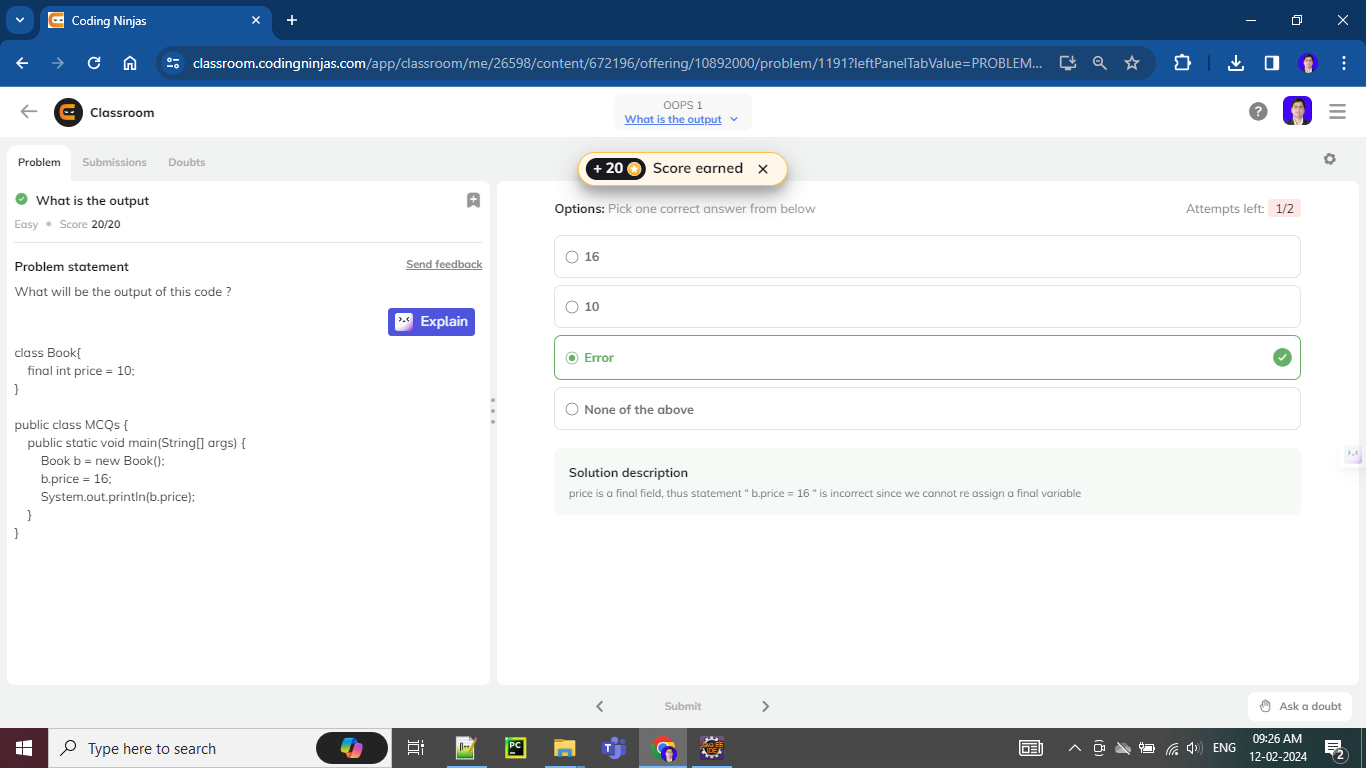 Coding Ninjas
classroom.codingninjas.com/app/classroom/me/26598/content/672196/offering/10892000/problem/1191?leftPanelTabValue=PROBLEM...
Classroom
OOPS 1
What is the output
Problem Submissions Doubts
+ 20 Score earned
What is the output
Easy Score 20/20
Problem statement
Send feedback
What will be the output of this code ?
Explain
class Book{
final int price = 10;
}
public class MCQs {
public static void main(String[] args) {
Book b = new Book();
b.price = 16;
System.out.println(b.price);
}
}
Options: Pick one correct answer from below
Attempts left: 1/2
16
10
Error
None of the above
Solution description
price is a final field, thus statement “ b.price = 16 “ is incorrect since we cannot re assign a final variable
Submit
Ask a doubt
Type here to search
PC
ENG
09:26 AM
12-02-2024
2